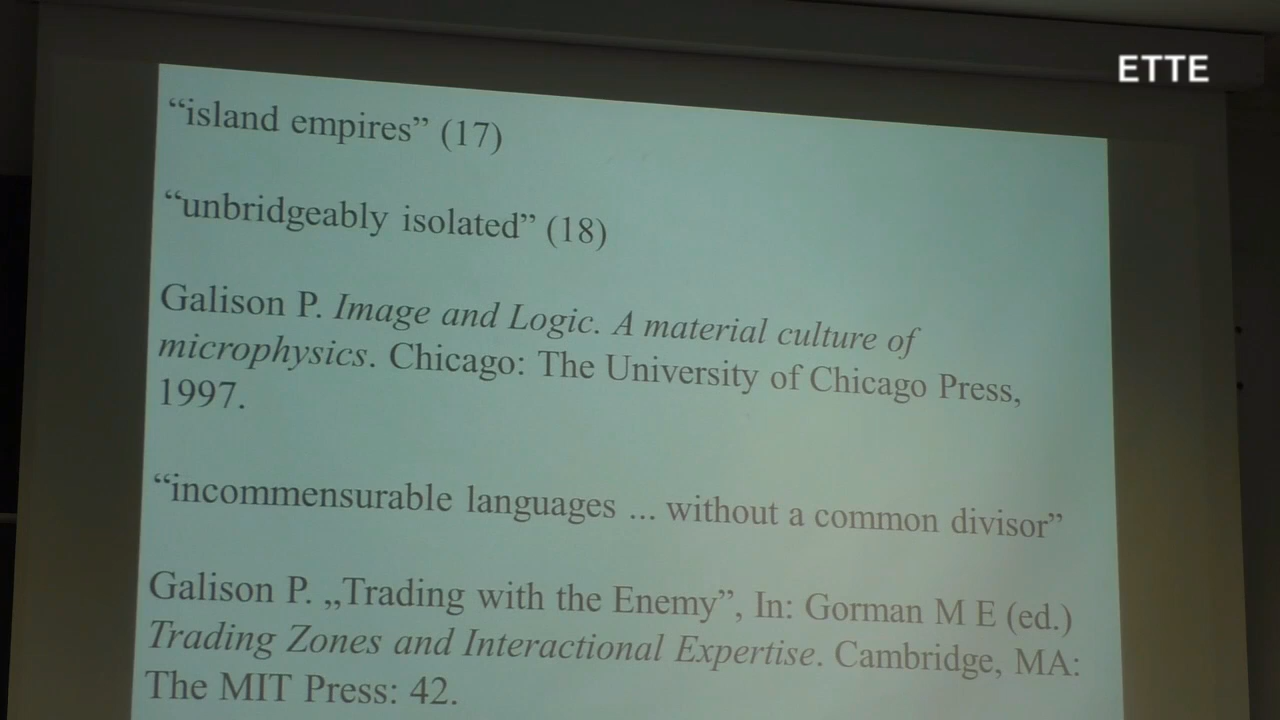 ETTE
“island empires” (17)
“unbridgeably isolated” (18)
Galison P. Image and Logic. A material culture of
microphysics. Chicago: The University of Chicago Press,
1997.
“incommensurable languages ... without a common divisor”
Galison P. „Trading with the Enemy”, In: Gorman M E (ed.)
Trading Zones and Interactional Expertise. Cambridge, MA:
The MIT Press: 42.